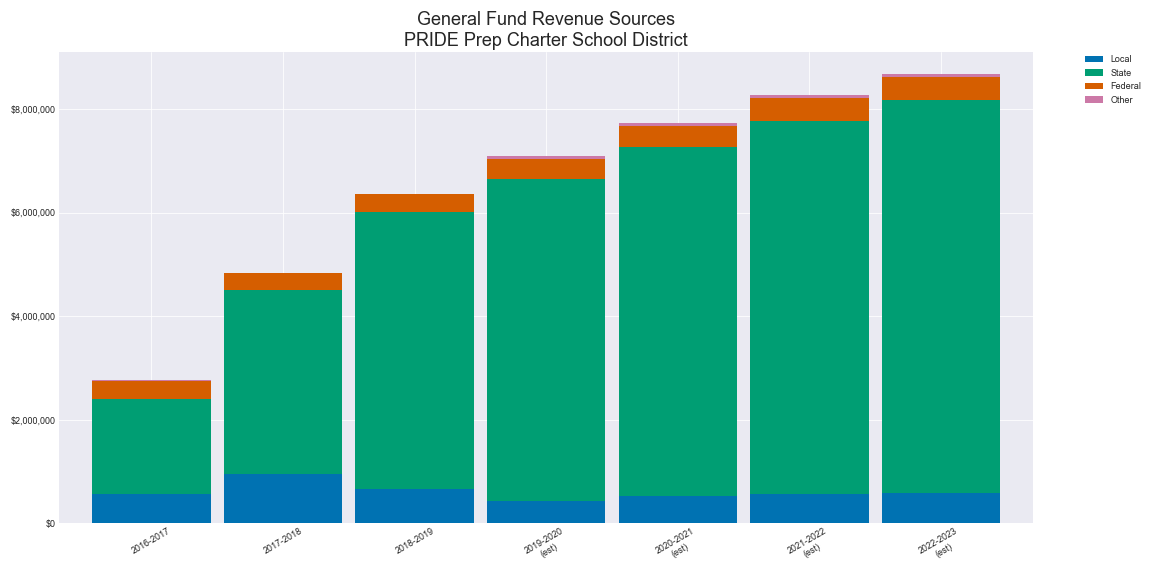 General Fund Revenue Sources
PRIDE Prep Charter School District
Local
State
Federal
Other
$8,000,000
$6,000,000
$4,000,000
$2,000,000
$0
2016-2017
2017-2018
2018-2019
2019-2020
(est)
2020-2021
(est)
2021-2022
(est)
2022-2023
(est)